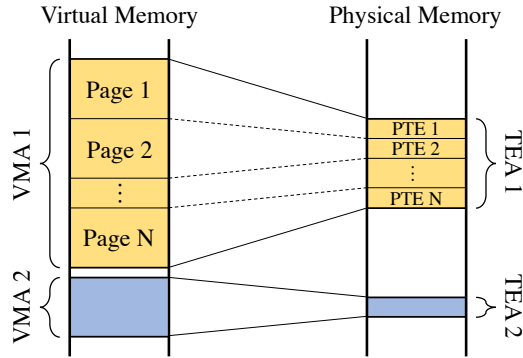 Virtual Memory
Physical Memory
VMA 1
Page 1
Page 2
⋮
Page N
PTE 1
PTE 2
⋮
PTE N
TEA 1
VMA 2
TEA 2